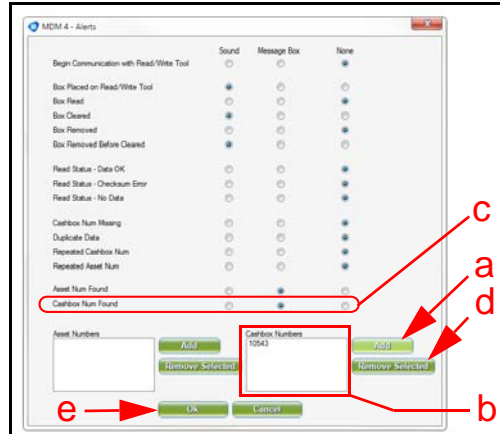 MDM 4 - Alerts
Sound Message Box None
Begin Communication with Read/Write Tool
Box Placed on Read/Write Tool
Box Read
Box Cleared
Box Removed
Box Removed Before Cleared
Read Status - Data OK
Read Status - Checksum Error
Read Status - No Data
Cashbox Num Missing
Duplicate Data
Repeated Cashbox Num
Repeated Asset Num
Asset Num Found
Cashbox Num Found
c
a
d
Asset Numbers
Add
Remove Selected
Cashbox Numbers
10543
Add
Remove Selected
e
Ok
Cancel
b